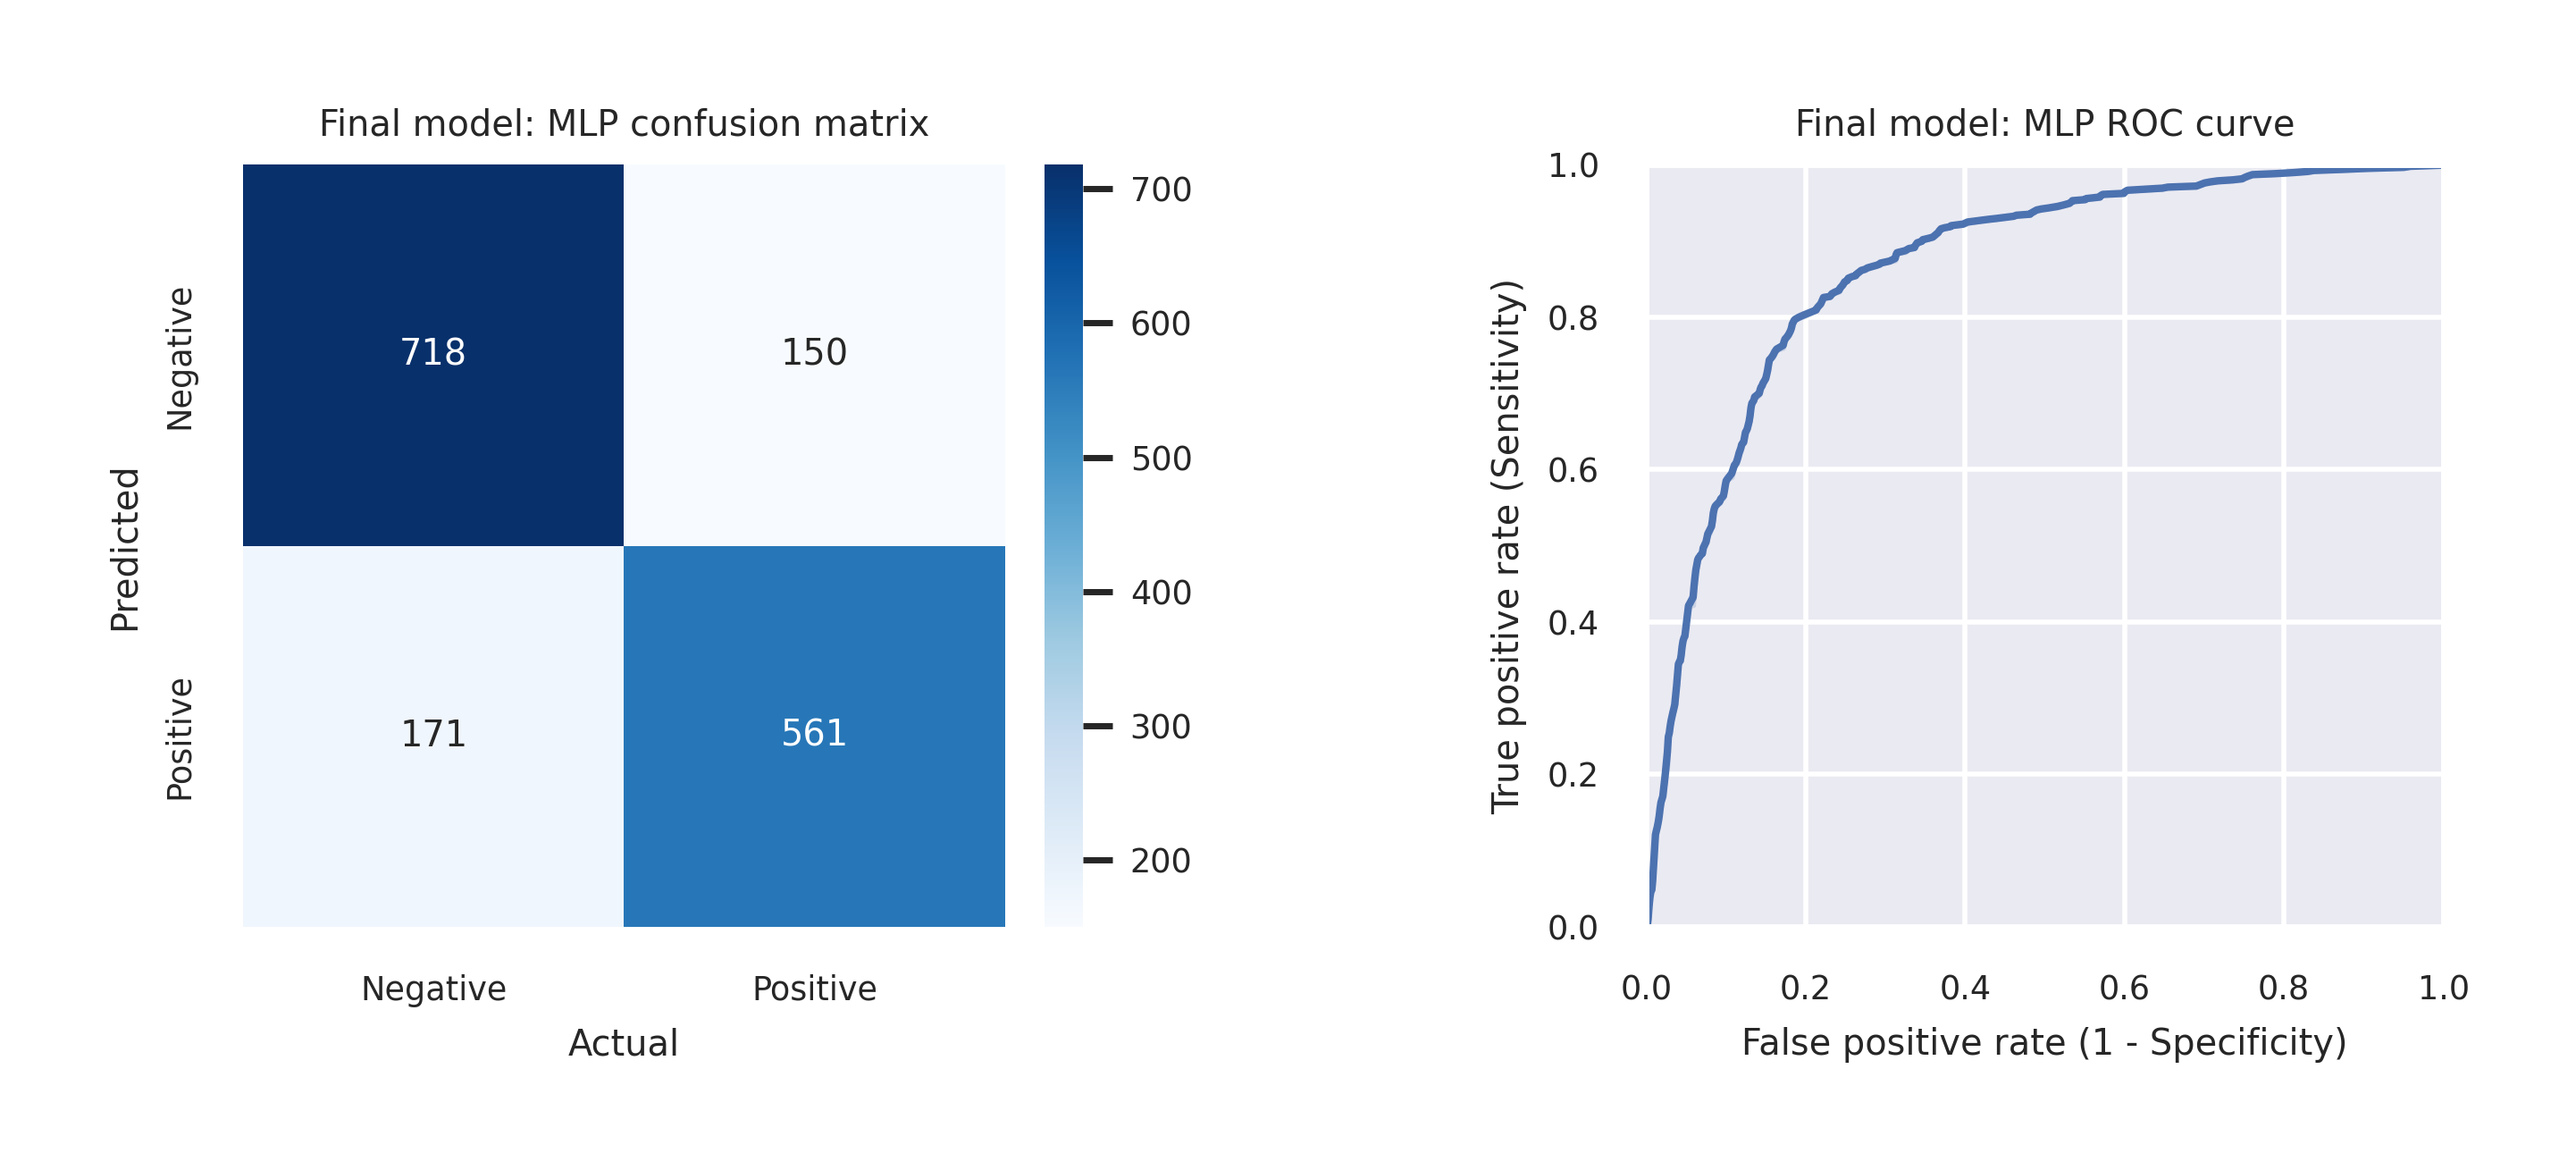 Final model: MLP confusion matrix
Predicted
Negative
Positive
718
150
171
561
Negative
Positive
Actual
700
600
500
400
300
200
Final model: MLP ROC curve
True positive rate (Sensitivity)
1.0
0.8
0.6
0.4
0.2
0.0
0.0
0.2
0.4
0.6
0.8
1.0
False positive rate (1 - Specificity)